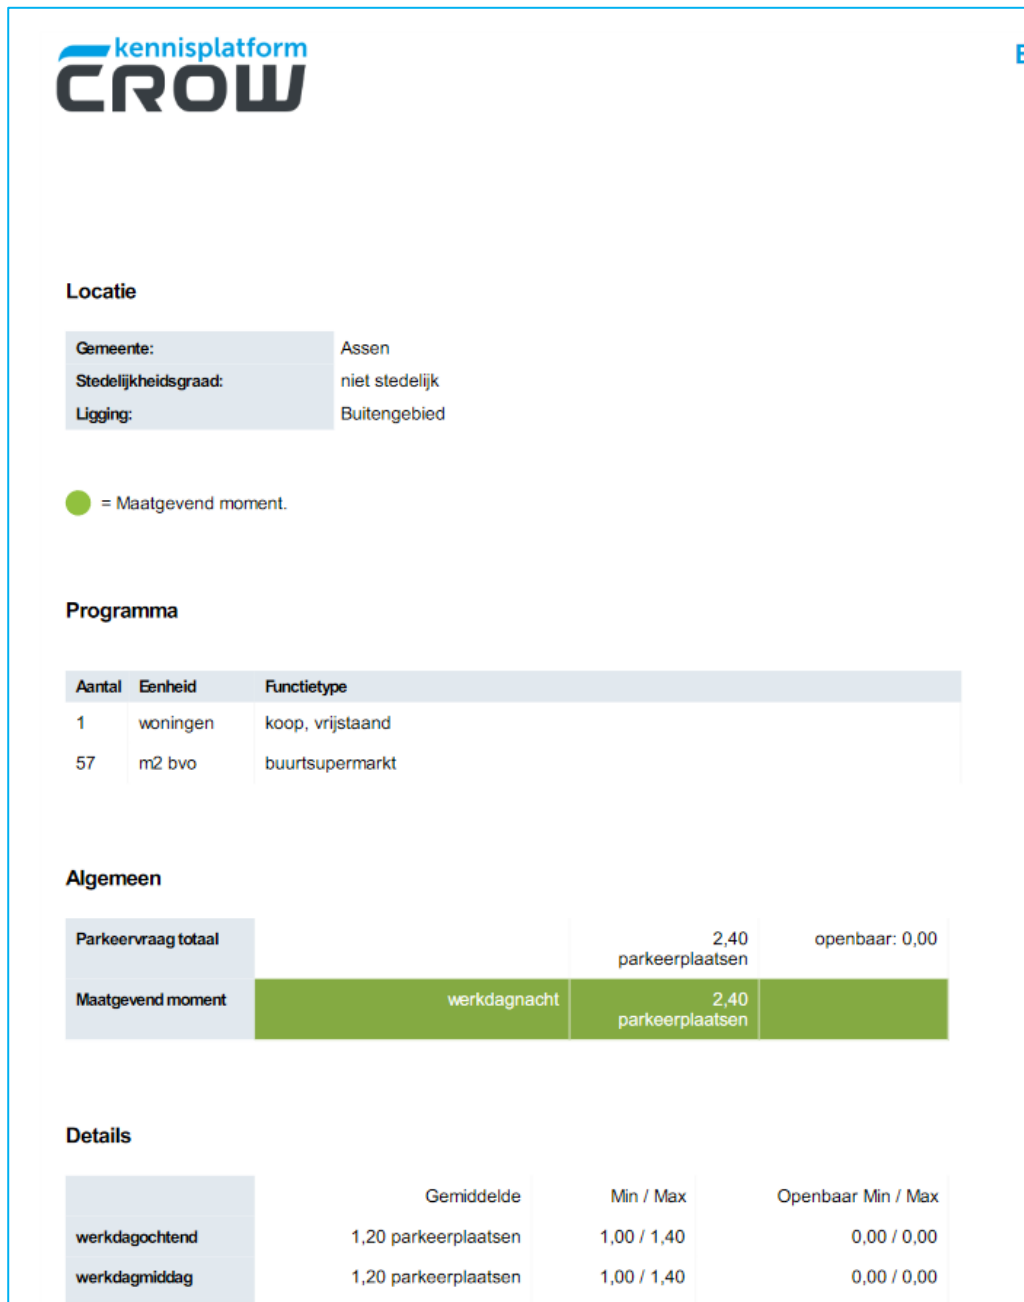 kennisplatform
CROW
Locatie
Gemeente: Assen
Stedelijkheidsgraad: niet stedelijk
Ligging: Buitengebied
= Maatgevend moment.
Programma
Aantal Eenheid Functietype
1 woningen koop, vrijstaand
57 m2 bvo buurtsupermarkt
Algemeen
Parkeervraag totaal 2,40 openbaar: 0,00
parkeerplaatsen
Maatgevend moment werkdagnacht 2,40
parkeerplaatsen
Details
Gemiddelde Min / Max Openbaar Min / Max
werkdagochtend 1,20 parkeerplaatsen 1,00 / 1,40 0,00 / 0,00
werkdagmiddag 1,20 parkeerplaatsen 1,00 / 1,40 0,00 / 0,00